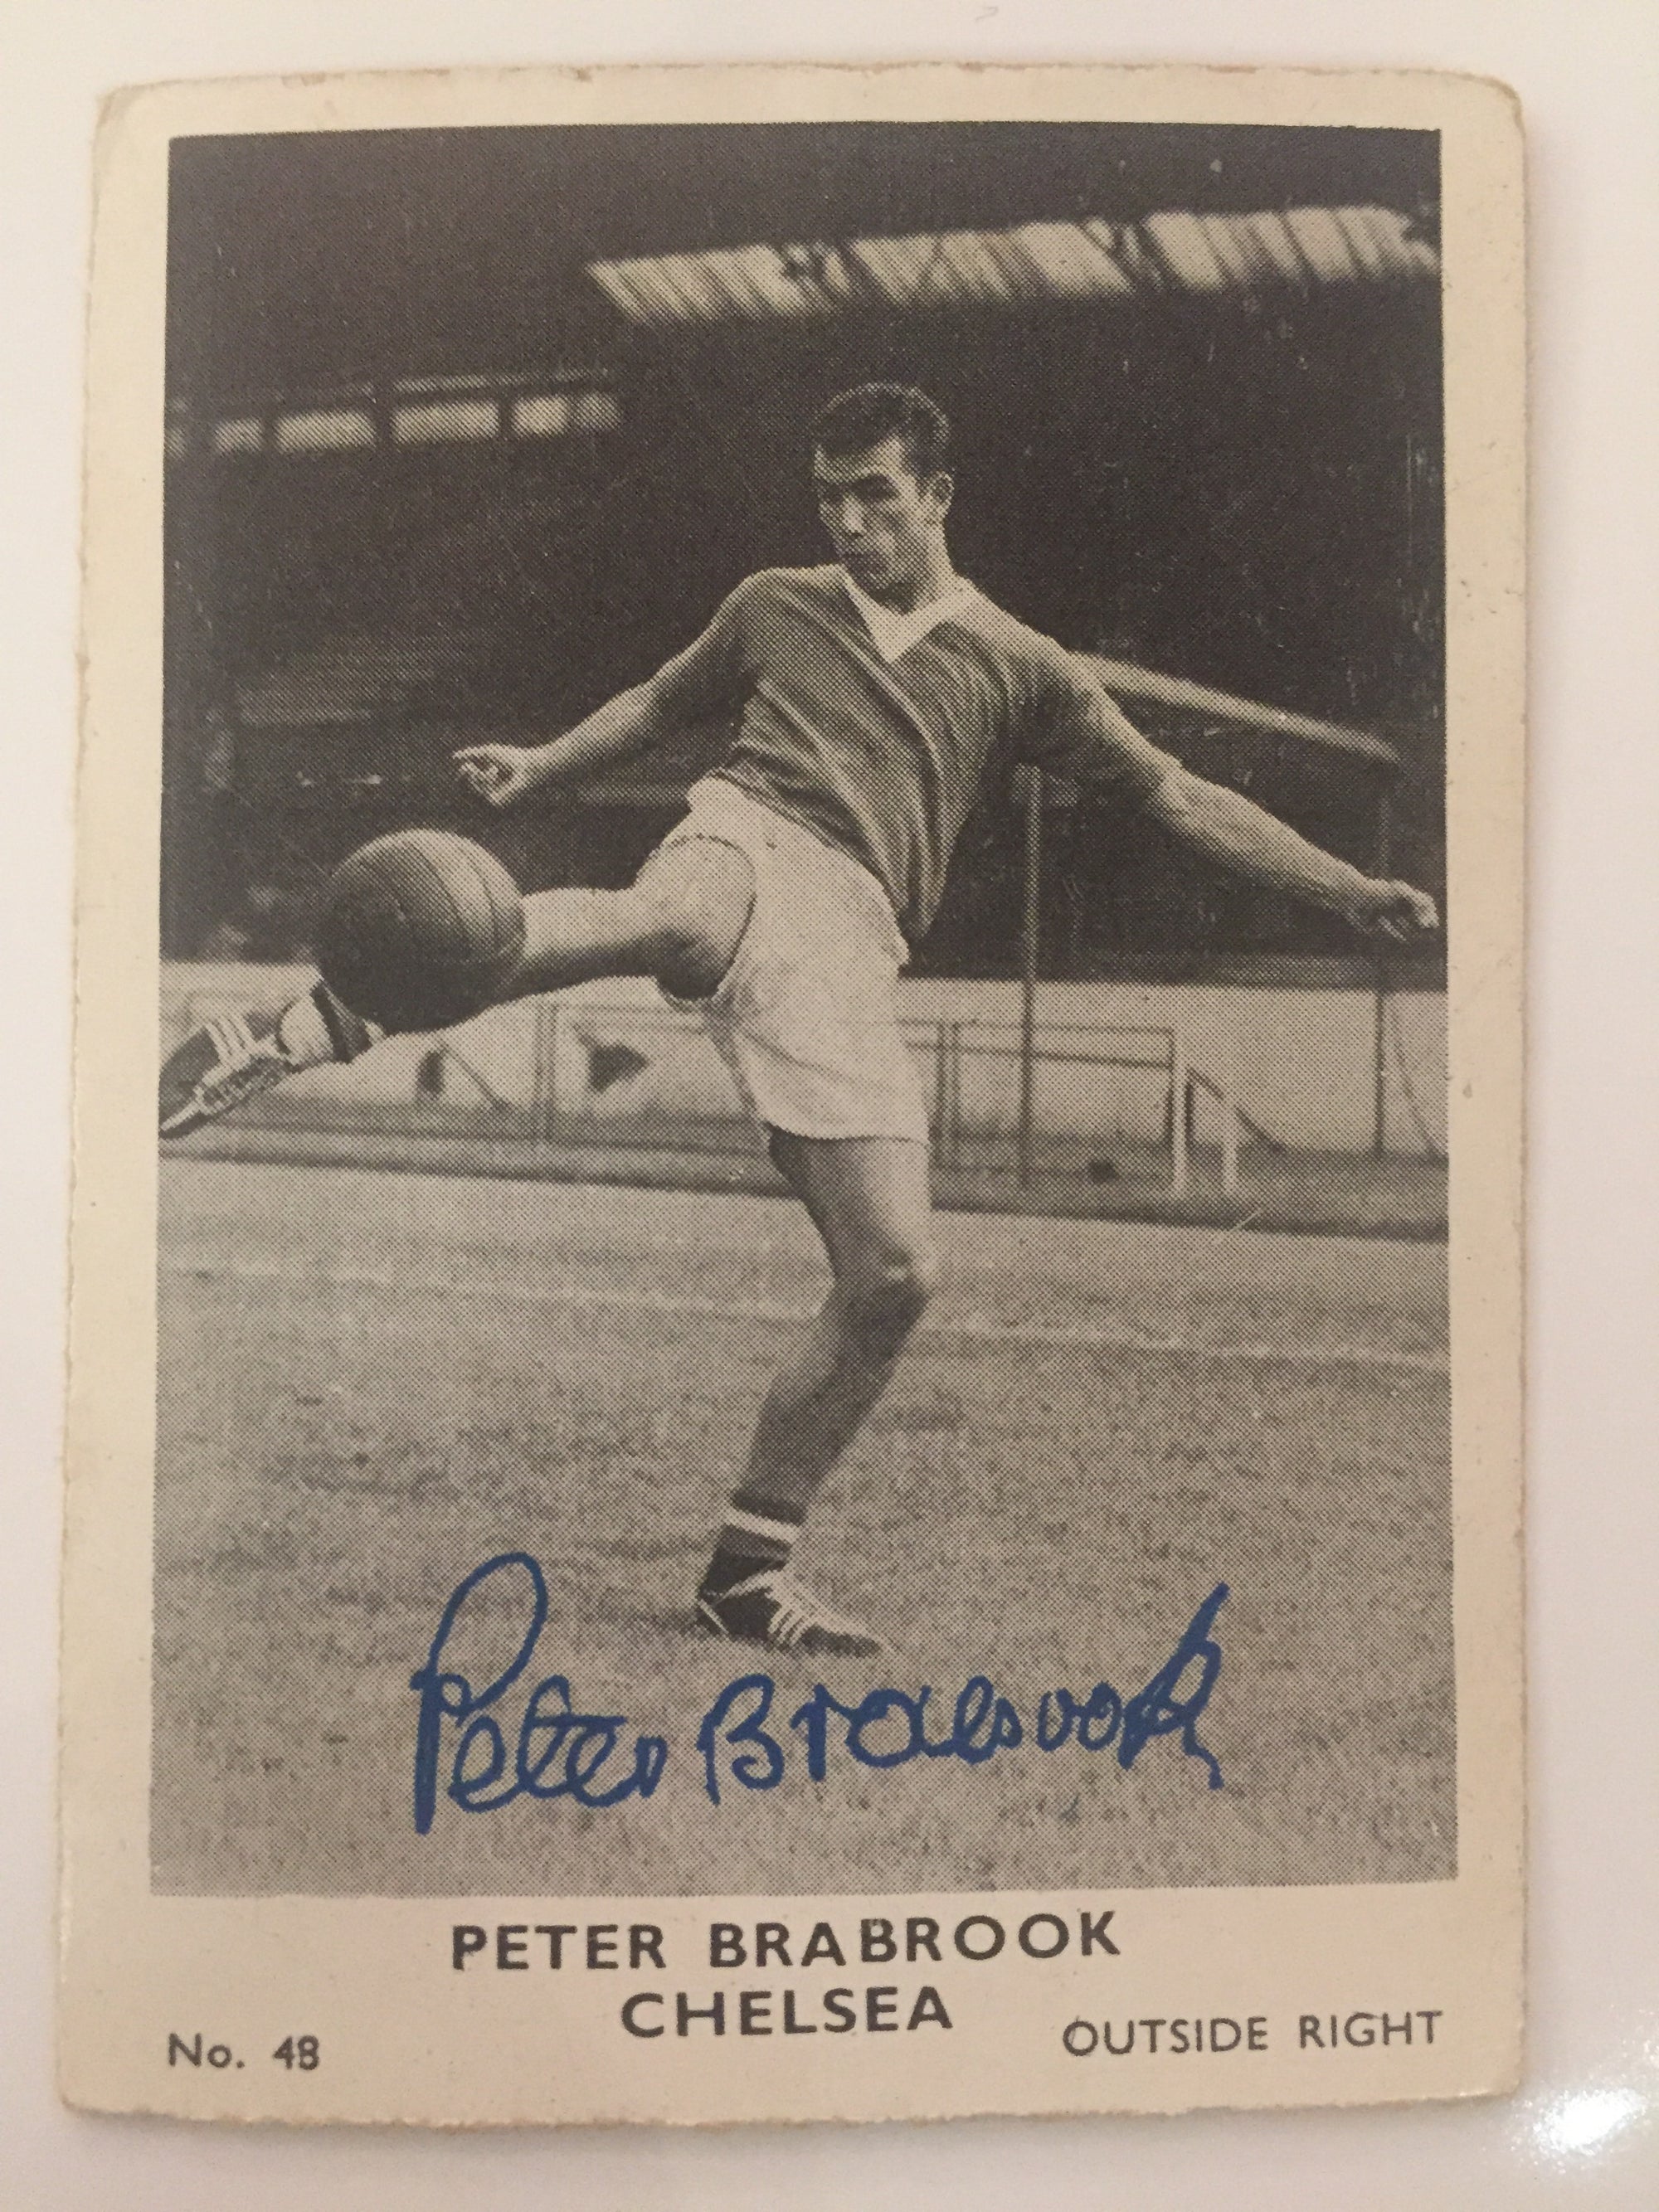 Peter Brabrook
PETER BRABROOK
CHELSEA
No. 48 OUTSIDE RIGHT